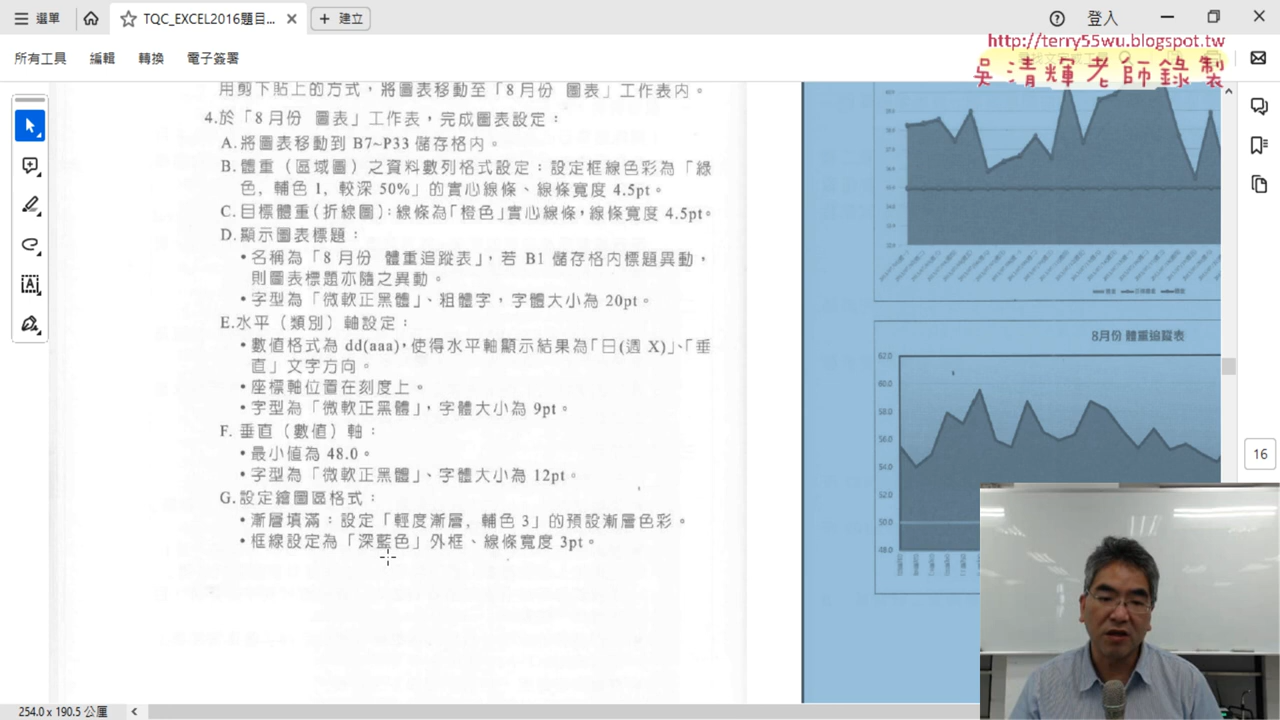 選單
TQC_EXCEL2016題目...
建立
登入
http://terry55wu.blogspot.tw
吳清輝老師錄製
所有工具
編輯
轉換
電子簽署
用剪下貼上的方式，將圖表移動至「8月份 圖表」工作表內。
4.於「8月份 圖表」工作表，完成圖表設定：
A.將圖表移動到 B7~P33 儲存格內。
B.體重（區域圖）之資料數列格式設定：設定框線色彩為「綠
色, 輔色 1, 較深 50%」的實心線條、線條寬度 4.5pt。
C.目標體重(折線圖)：線條為「橙色」實心線條，線條寬度 4.5pt。
D.顯示圖表標題：
•名稱為「8月份 體重追蹤表」，若 B1 儲存格內標題異動，
則圖表標題亦隨之異動。
•字型為「微軟正黑體」、粗體字，字體大小為 20pt。
E.水平（類別）軸設定：
•數值格式為 dd(aaa)，使得水平軸顯示結果為「日(週 X)」、「垂
直」文字方向。
•座標軸位置在刻度上。
•字型為「微軟正黑體」，字體大小為 9pt。
F. 垂直（數值）軸：
•最小值為 48.0。
•字型為「微軟正黑體」、字體大小為 12pt。
G.設定繪圖區格式：
•漸層填滿：設定「輕度漸層, 輔色 3」的預設漸層色彩。
•框線設定為「深藍色」外框、線條寬度 3pt。
8月份 體重追蹤表
62.0
60.0
58.0
56.0
54.0
52.0
50.0
48.0
16
254.0 x 190.5 公釐